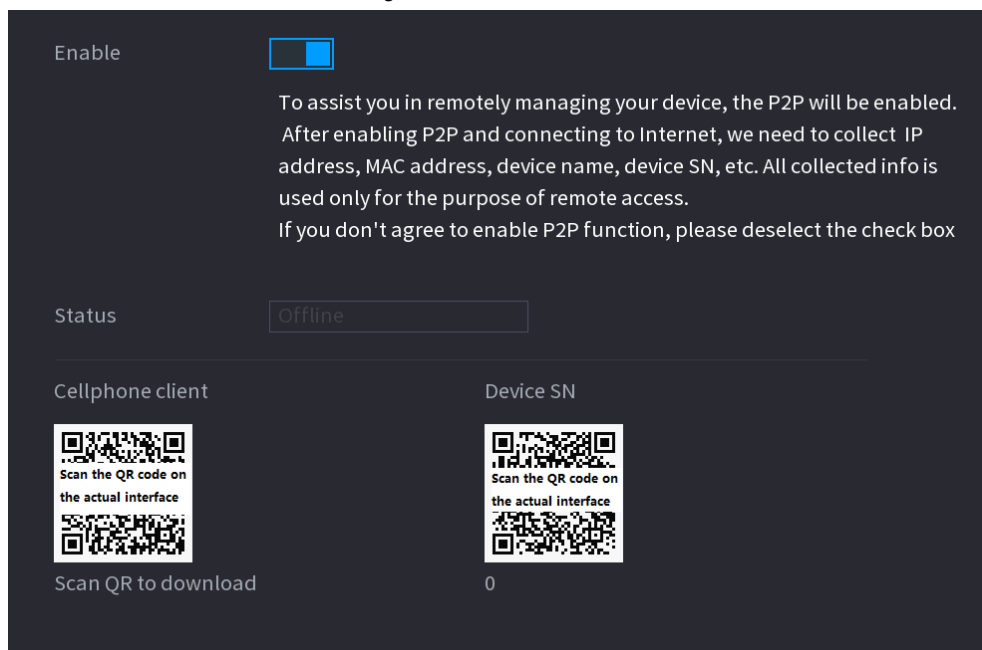 Enable
To assist you in remotely managing your device, the P2P will be enabled.
After enabling P2P and connecting to Internet, we need to collect IP
address, MAC address, device name, device SN, etc. All collected info is
used only for the purpose of remote access.
If you don't agree to enable P2P function, please deselect the check box
Status
Offline
Cellphone client
Device SN
Scan the QR code on
the actual interface
Scan the QR code on
the actual interface
Scan QR to download
0